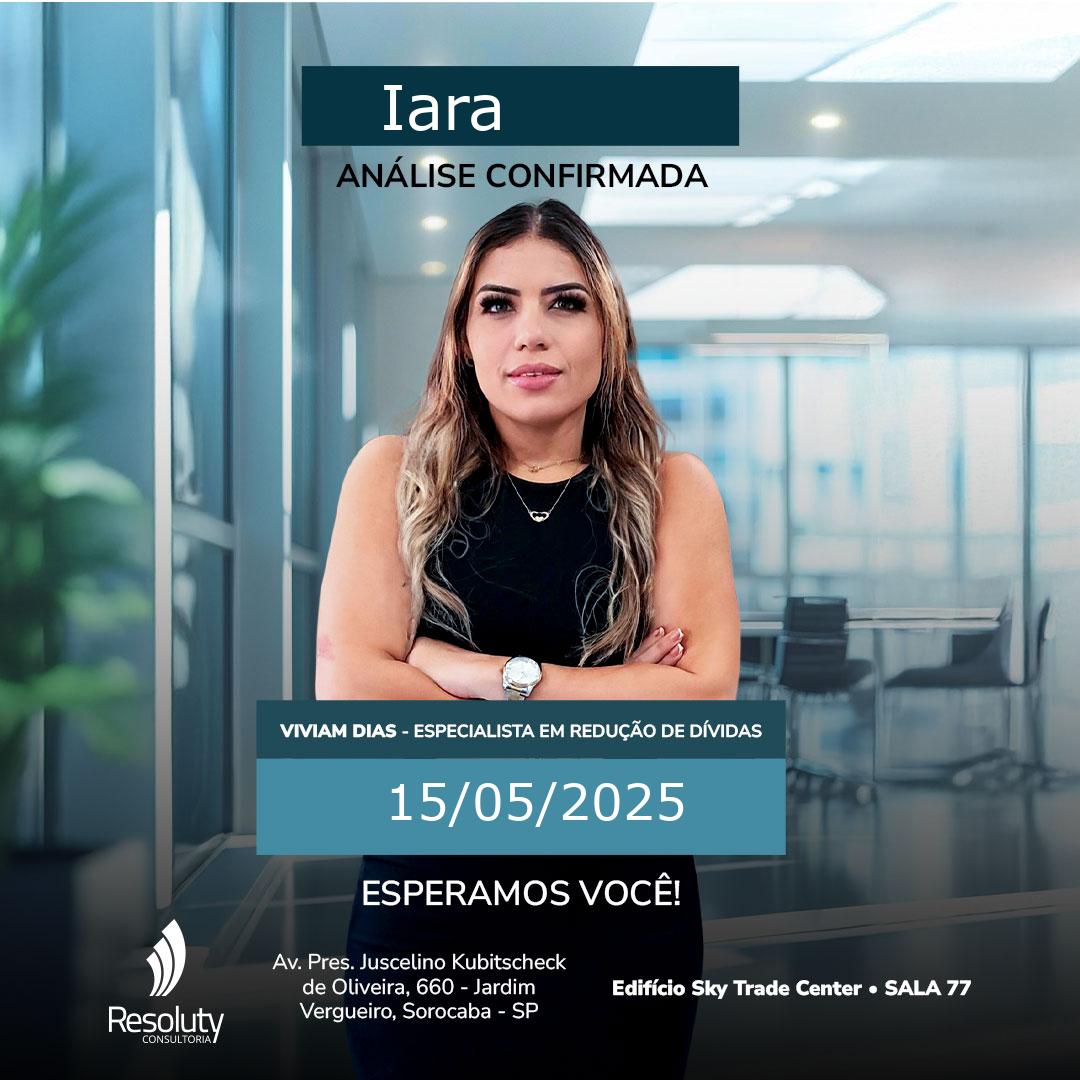 Iara
ANÁLISE CONFIRMADA
VIVIAM DIAS - ESPECIALISTA EM REDUÇÃO DE DÍVIDAS
15/05/2025
ESPERAMOS VOCÊ!
Av. Pres. Juscelino Kubitscheck
de Oliveira, 660 - Jardim
Vergueiro, Sorocaba - SP
Edifício Sky Trade Center • SALA 77
Resoluty
CONSULTORIA